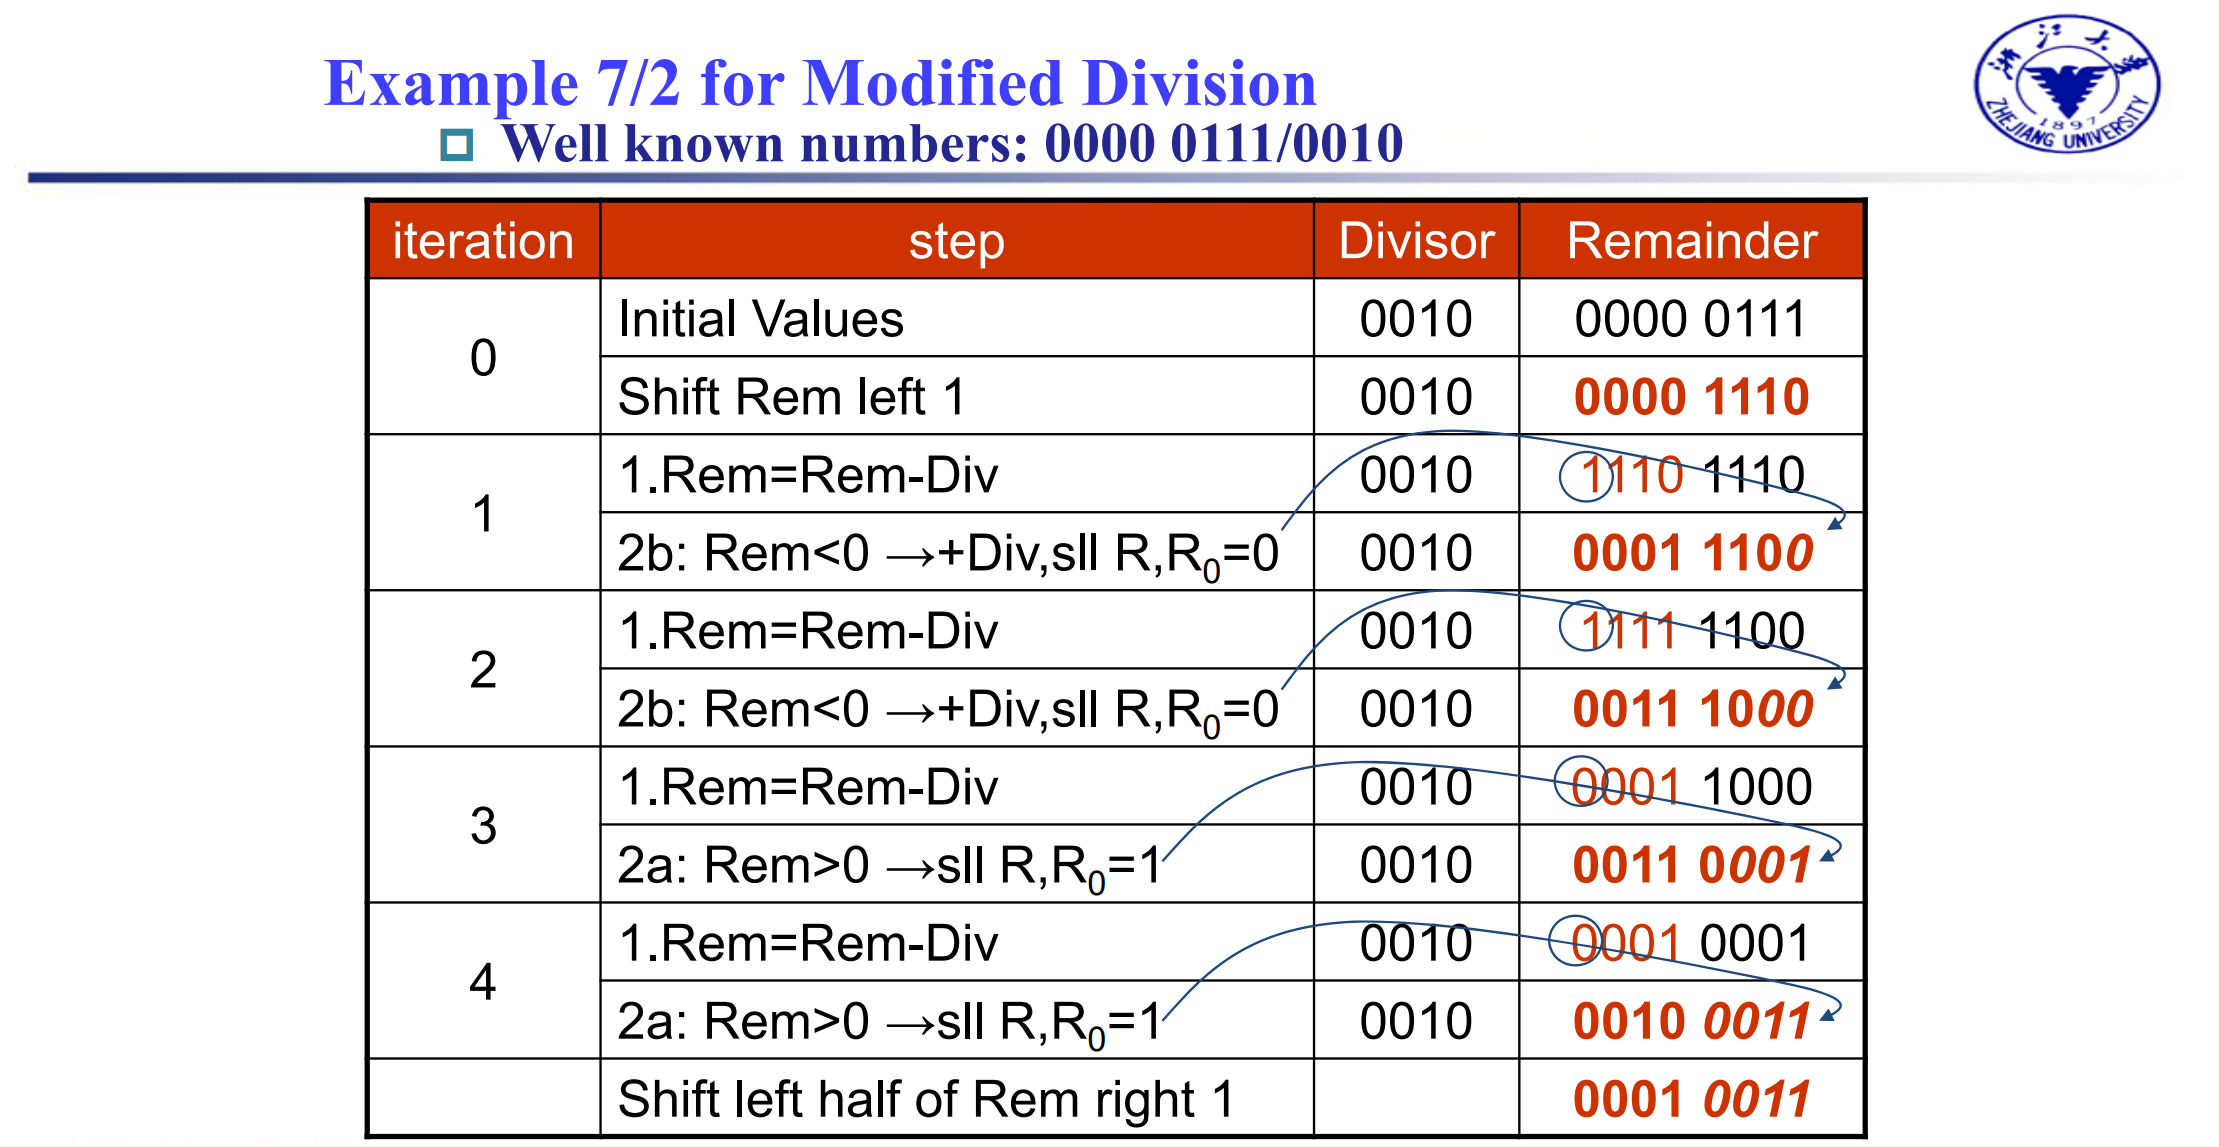 Example 7/2 for Modified Division
Well known numbers: 0000 0111/0010
浙江大学
1897
ZHEJIANG UNIVERSITY
iteration step Divisor Remainder
0 Initial Values 0010 0000 0111
Shift Rem left 1 0010 0000 1110
1 1.Rem=Rem-Div 0010 1110 1110
2b: Rem<0 →+Div,sll R,R₀=0 0010 0001 1100
2 1.Rem=Rem-Div 0010 1111 1100
2b: Rem<0 →+Div,sll R,R₀=0 0010 0011 1000
3 1.Rem=Rem-Div 0010 0001 1000
2a: Rem>0 →sll R,R₀=1 0010 0011 0001
4 1.Rem=Rem-Div 0010 0001 0001
2a: Rem>0 →sll R,R₀=1 0010 0010 0011
Shift left half of Rem right 1 0001 0011